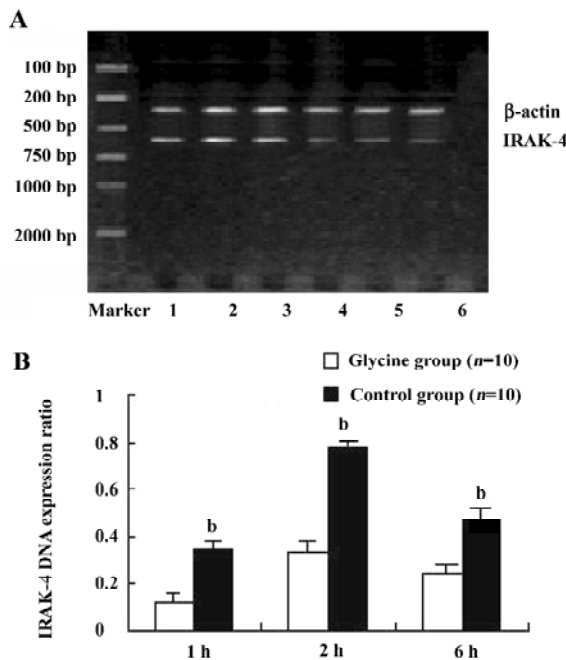 A
100 bp
200 bp
500 bp
750 bp
1000 bp
2000 bp
β-actin
IRAK-4
Marker 1 2 3 4 5 6
B
Glycine group (n=10)
Control group (n=10)
IRAK-4 DNA expression ratio
1
0.8
0.6
0.4
0.2
0
b
b
b
1 h 2 h 6 h